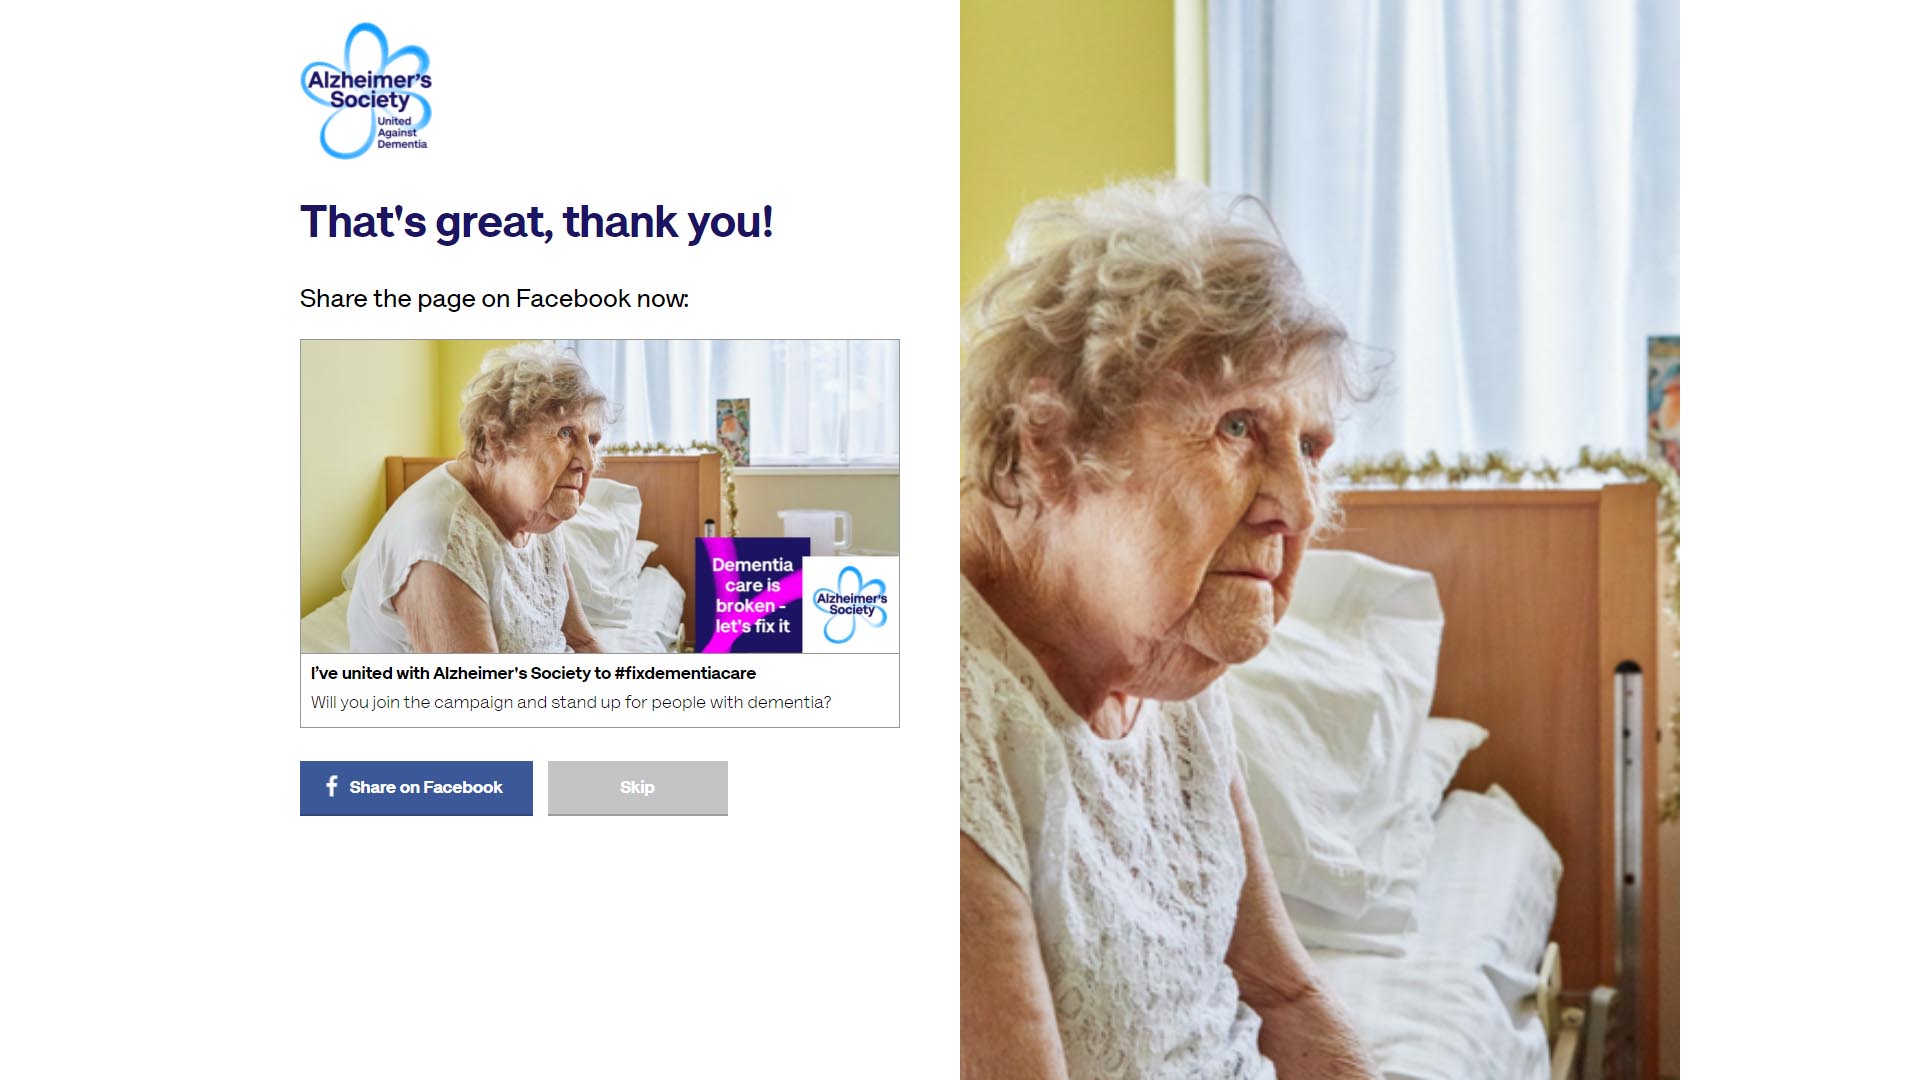 Alzheimer's
Society
United
Against
Dementia
That's great, thank you!
Share the page on Facebook now:
Dementia
care is
broken -
let's fix it
Alzheimer's
Society
I've united with Alzheimer's Society to #fixdementiacare
Will you join the campaign and stand up for people with dementia?
f Share on Facebook
Skip